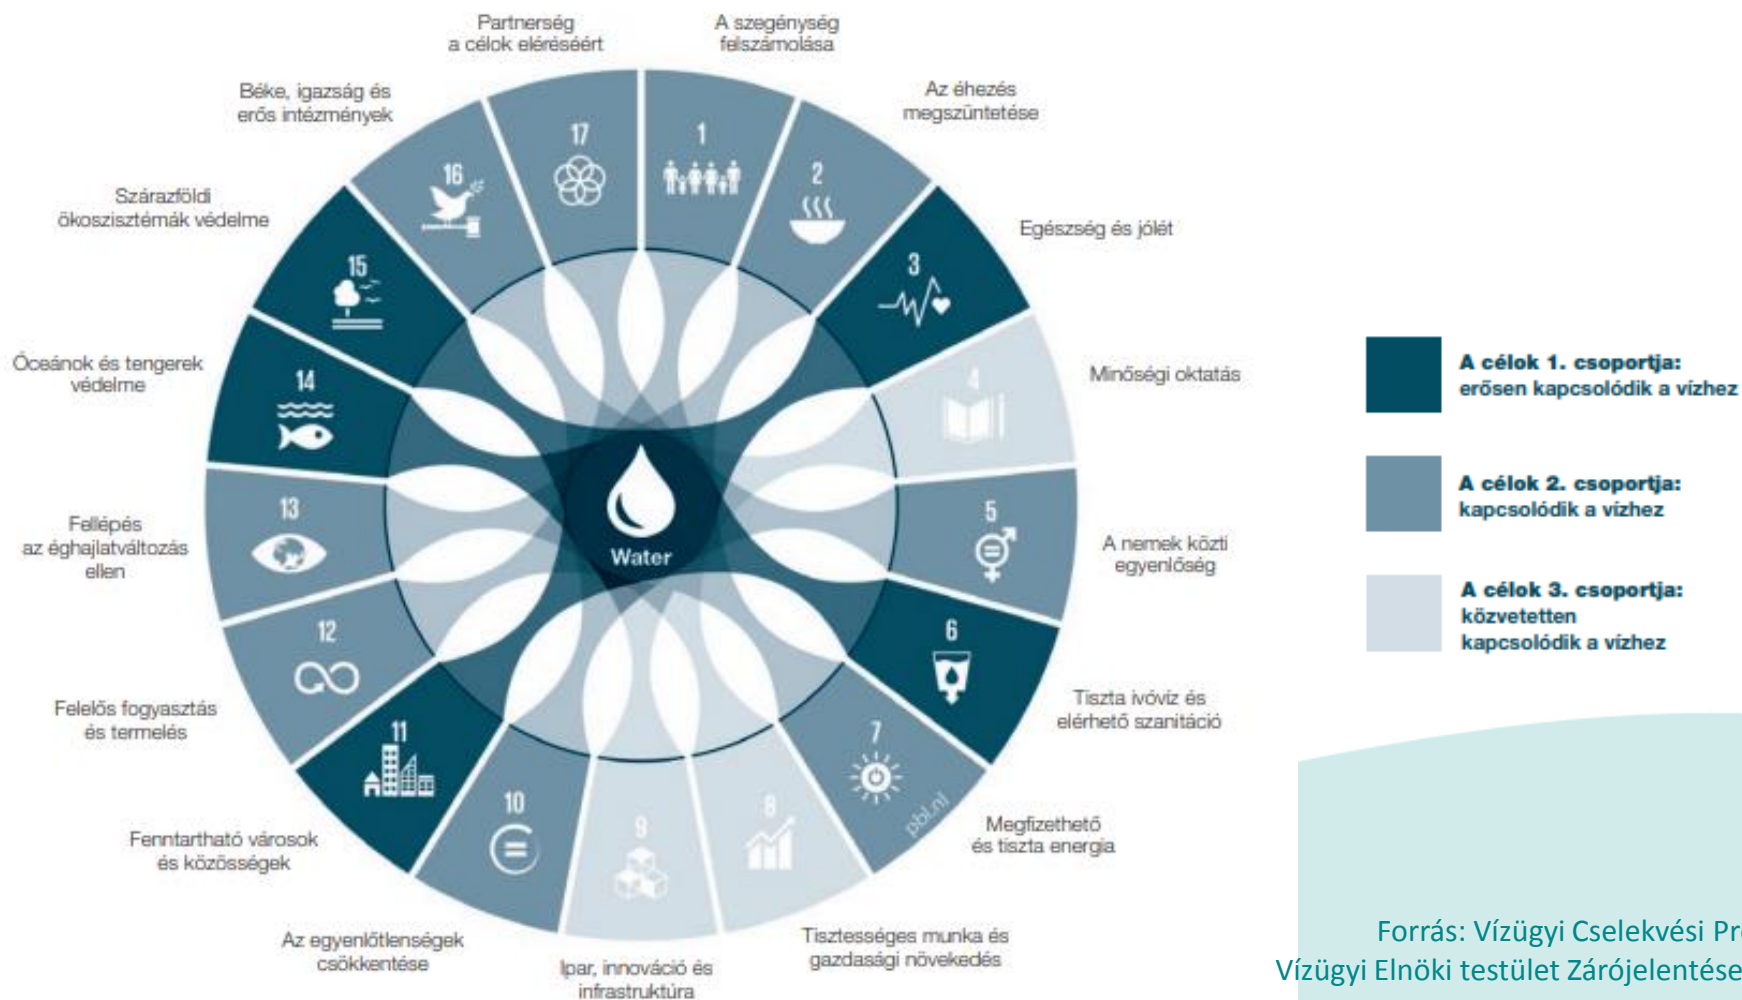 Partnerség
a célok eléréséért
A szegénység
felszámolása
Az éhezés
megszüntetése
Egészség és jólét
Minőségi oktatás
A nemek közti
egyenlőség
Tiszta ivóvíz és
elérhető szanitáció
Megfizethető
és tiszta energia
Tisztességes munka és
gazdasági növekedés
Ipar, innováció és
infrastruktúra
Az egyenlőtlenségek
csökkentése
Fenntartható városok
és közösségek
Felelős fogyasztás
és termelés
Fellépés
az éghajlatváltozás
ellen
Óceánok és tengerek
védelme
Szárazföldi
ökoszisztémák védelme
Béke, igazság és
erős intézmények
1
2
3
4
5
6
7
8
9
10
11
12
13
14
15
16
17
Water
pbl.nl
A célok 1. csoportja:
erősen kapcsolódik a vízhez
A célok 2. csoportja:
kapcsolódik a vízhez
A célok 3. csoportja:
közvetetten
kapcsolódik a vízhez
Forrás: Vízügyi Cselekvési
Vízügyi Elnöki testület Zárójelentése